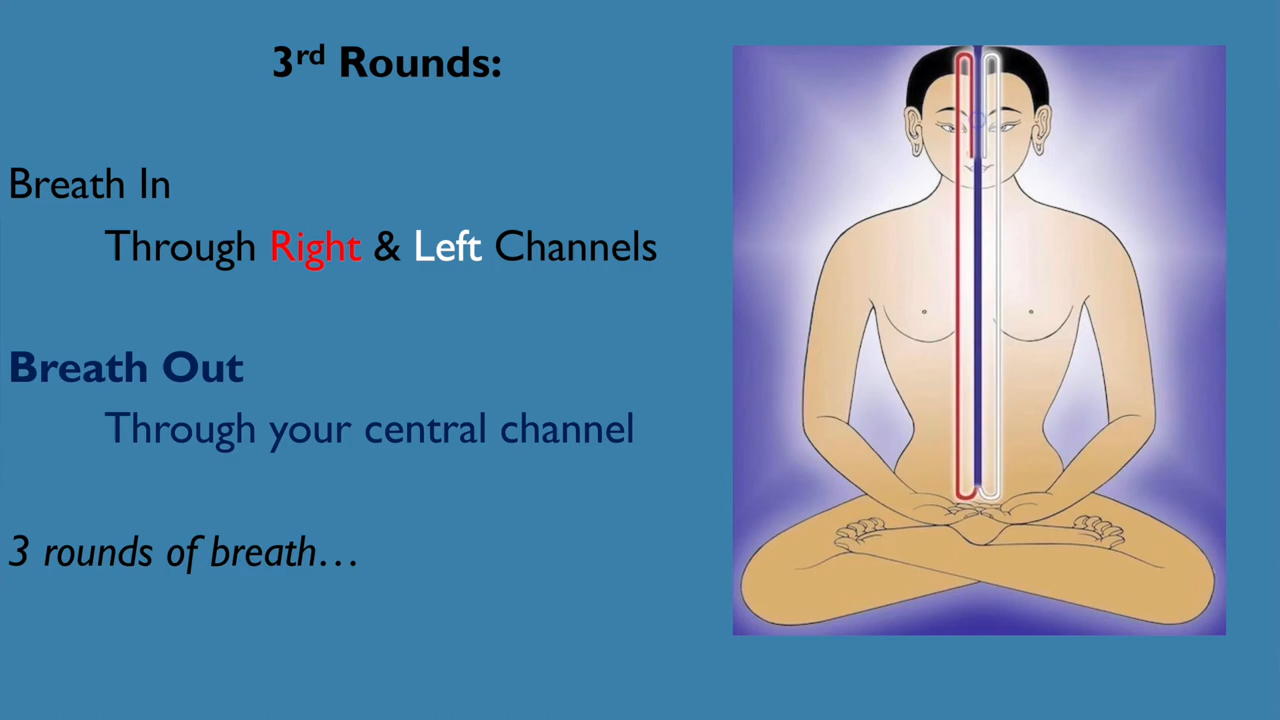 3rd Rounds:
Breath In
Through Right & Left Channels
Breath Out
Through your central channel
3 rounds of breath…